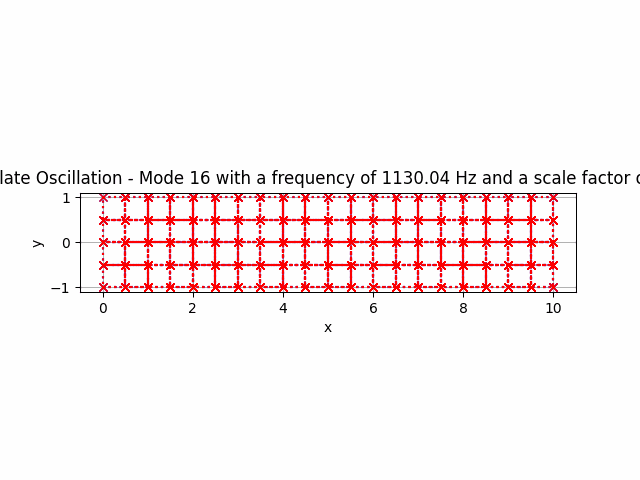 late Oscillation - Mode 16 with a frequency of 1130.04 Hz and a scale factor
1
0
−1
y
0 2 4 6 8 10
x